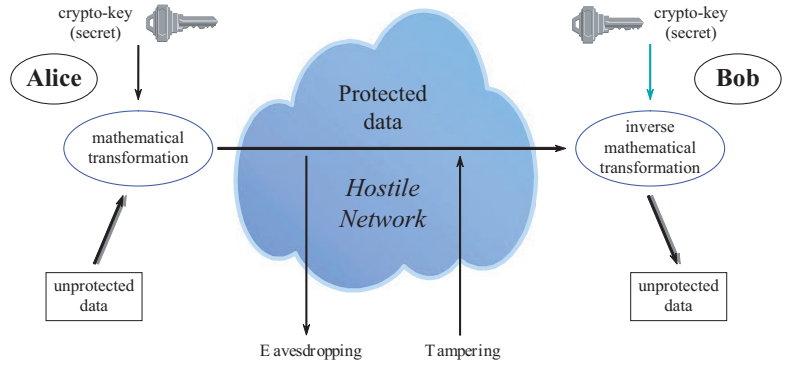 crypto-key
(secret)
Alice
mathematical
transformation
unprotected
data
Protected
data
Hostile
Network
Eavesdropping
Tampering
crypto-key
(secret)
Bob
inverse
mathematical
transformation
unprotected
data